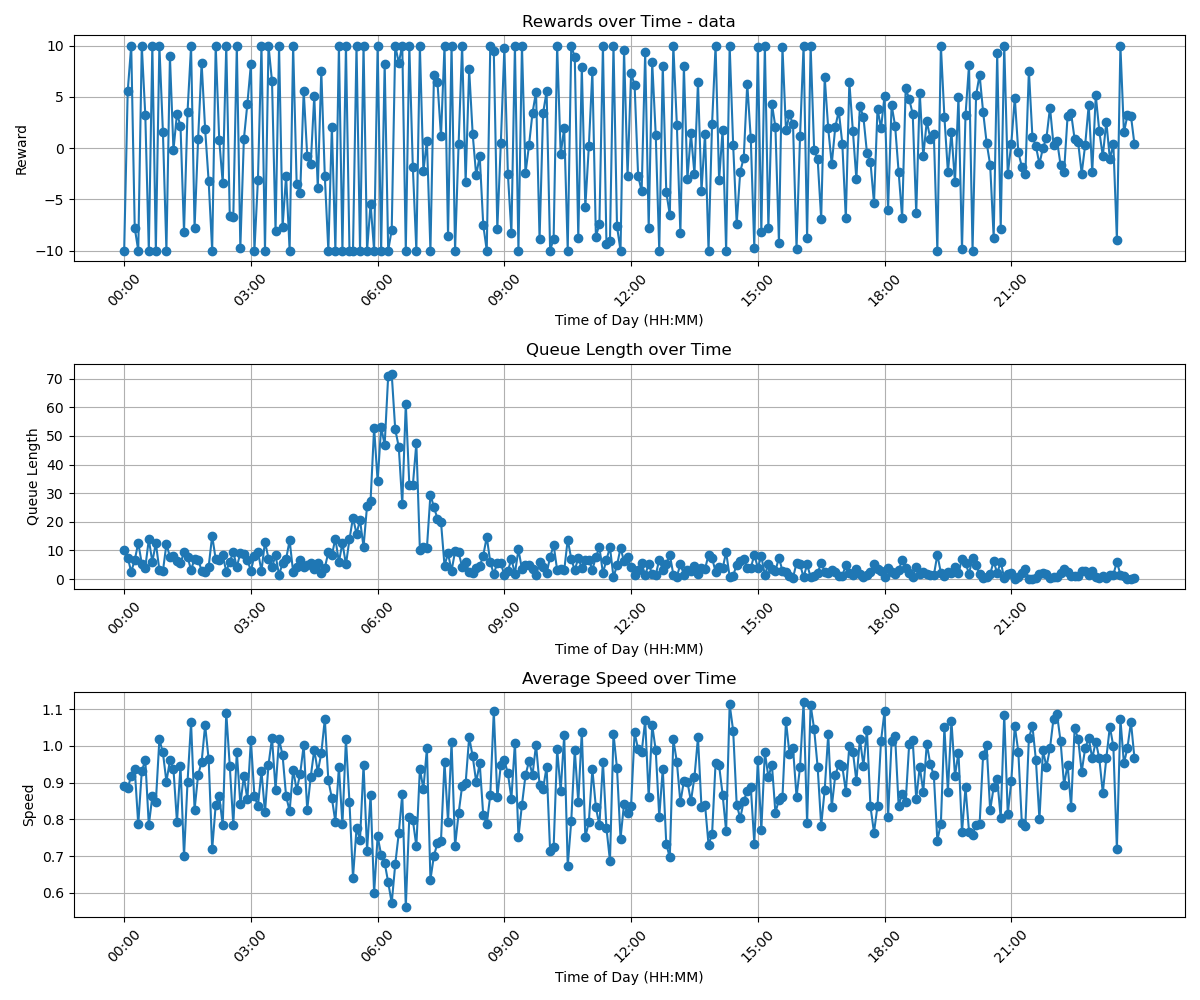 Rewards over Time - data
10
5
0
−5
−10
Reward
00:00 03:00 06:00 09:00 12:00 15:00 18:00 21:00
Time of Day (HH:MM)
Queue Length over Time
70
60
50
40
30
20
10
0
Queue Length
00:00 03:00 06:00 09:00 12:00 15:00 18:00 21:00
Time of Day (HH:MM)
Average Speed over Time
1.1
1.0
0.9
0.8
0.7
0.6
Speed
00:00 03:00 06:00 09:00 12:00 15:00 18:00 21:00
Time of Day (HH:MM)